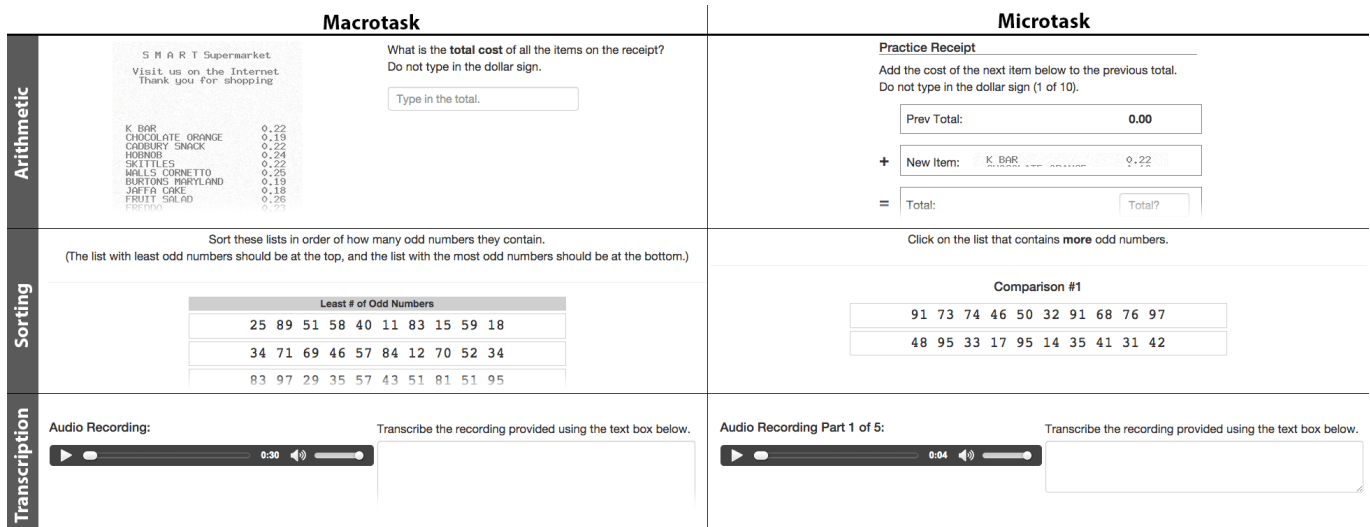 Macrotask
Microtask
Arithmetic
S M A R T Supermarket
Visit us on the Internet
Thank you for shopping
K BAR 0.22
CHOCOLATE ORANGE 0.19
CADBURY SNACK 0.22
HOBNOB 0.24
SKITTLES 0.22
WALLS CORNETTO 0.25
BURTONS MARYLAND 0.19
JAFFA CAKE 0.18
FRUIT SALAD 0.26
FREDDO 0.23
What is the total cost of all the items on the receipt?
Do not type in the dollar sign.
Type in the total.
Practice Receipt
Add the cost of the next item below to the previous total.
Do not type in the dollar sign (1 of 10).
Prev Total: 0.00
+ New Item: K BAR 0.22
= Total: Total?
Sorting
Sort these lists in order of how many odd numbers they contain.
(The list with least odd numbers should be at the top, and the list with the most odd numbers should be at the bottom.)
Least # of Odd Numbers
25 89 51 58 40 11 83 15 59 18
34 71 69 46 57 84 12 70 52 34
83 97 29 35 57 43 51 81 51 95
Click on the list that contains more odd numbers.
Comparison #1
91 73 74 46 50 32 91 68 76 97
48 95 33 17 95 14 35 41 31 42
Transcription
Audio Recording:
0:30
Transcribe the recording provided using the text box below.
Audio Recording Part 1 of 5:
0:04
Transcribe the recording provided using the text box below.